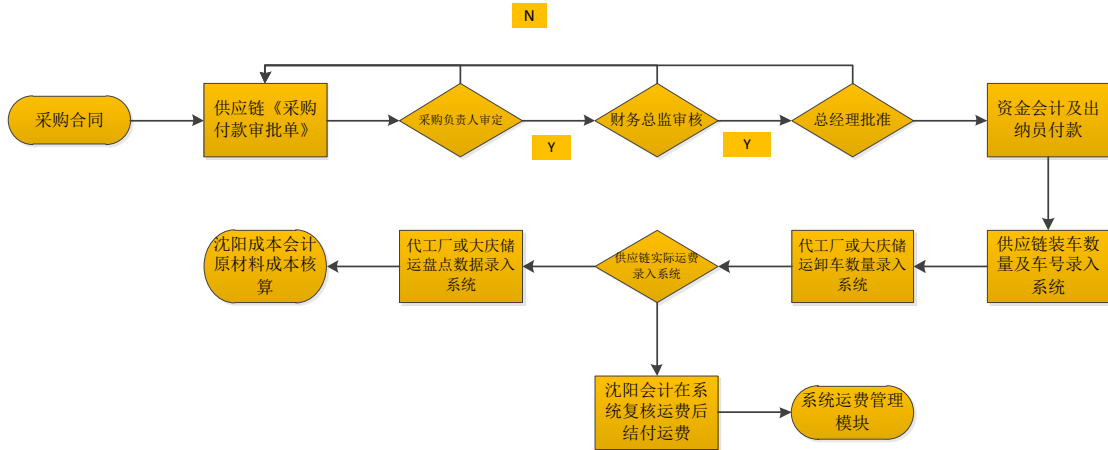 N
采购合同
供应链《采购
付款审批单》
采购负责人审定
Y
财务总监审核
Y
总经理批准
资金会计及出
纳员付款
沈阳成本会计
原材料成本核
算
代工厂或大庆储
运盘点数据录入
系统
供应链实际运费
录入系统
代工厂或大庆储
运卸车数量录入
系统
供应链装车数
量及车号录入
系统
沈阳会计在系
统复核运费后
结付运费
系统运费管理
模块